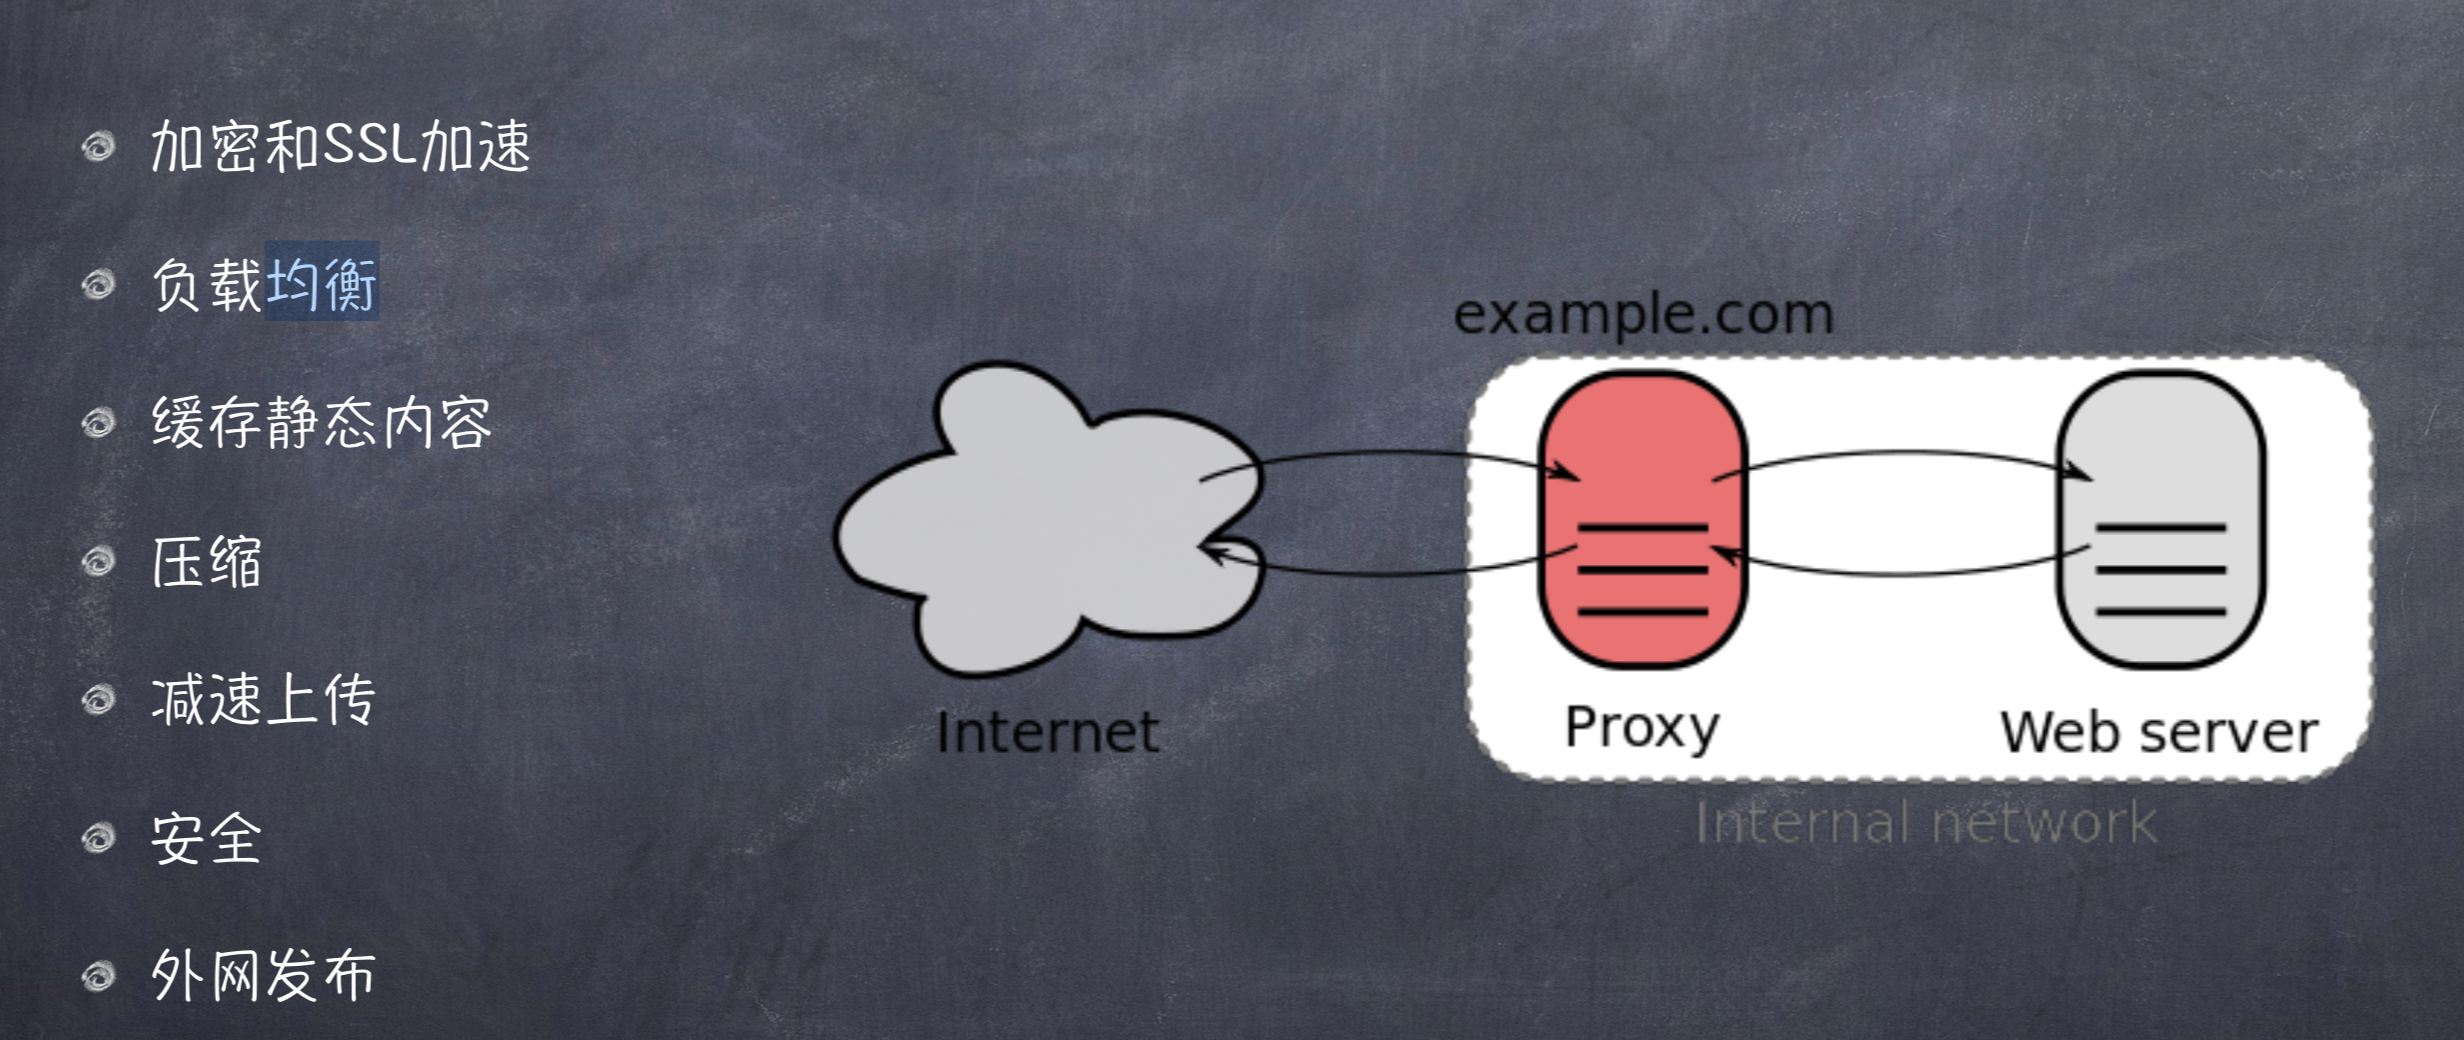 加密和SSL加速
负载均衡
缓存静态内容
压缩
减速上传
安全
外网发布
example.com
Internet
Proxy
Web server
Internal network